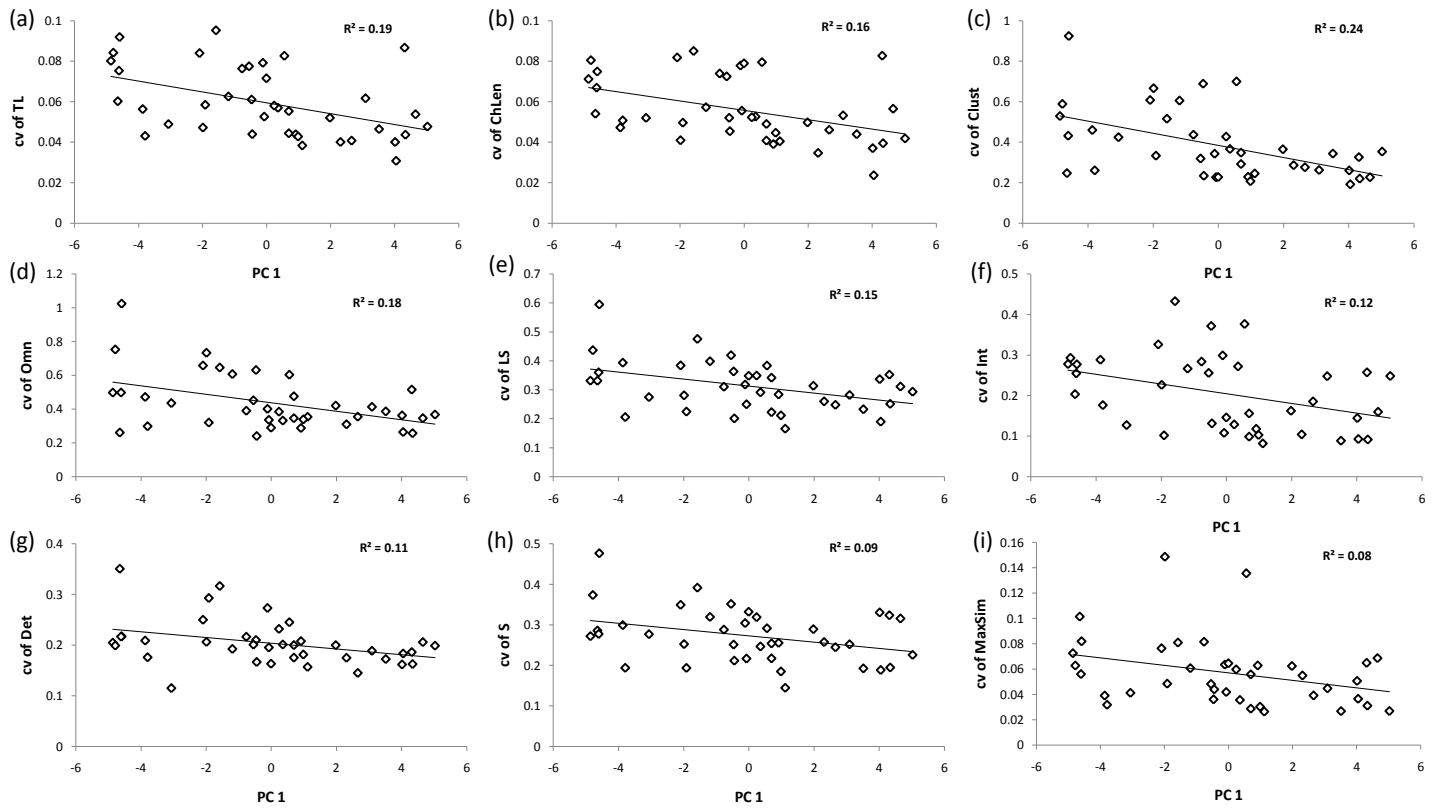 (a)
R² = 0.19
cv of TL
0.1
0.08
0.06
0.04
0.02
0
-6 -4 -2 0 2 4 6
PC 1
(b)
R² = 0.16
cv of ChLen
0.1
0.08
0.06
0.04
0.02
0
-6 -4 -2 0 2 4 6
(c)
R² = 0.24
cv of Clust
1
0.8
0.6
0.4
0.2
0
-6 -4 -2 0 2 4 6
PC 1
(d)
R² = 0.18
cv of Omn
1.2
1
0.8
0.6
0.4
0.2
0
-6 -4 -2 0 2 4 6
(e)
PC 1
R² = 0.15
cv of LS
0.7
0.6
0.5
0.4
0.3
0.2
0.1
0
-6 -4 -2 0 2 4 6
(f)
R² = 0.12
cv of Int
0.5
0.4
0.3
0.2
0.1
0
-6 -4 -2 0 2 4 6
PC 1
(g)
R² = 0.11
cv of Det
0.4
0.3
0.2
0.1
0
-6 -4 -2 0 2 4 6
PC 1
(h)
R² = 0.09
cv of S
0.5
0.4
0.3
0.2
0.1
0
-6 -4 -2 0 2 4 6
PC 1
(i)
R² = 0.08
cv of MaxSim
0.16
0.14
0.12
0.1
0.08
0.06
0.04
0.02
0
-6 -4 -2 0 2 4 6
PC 1